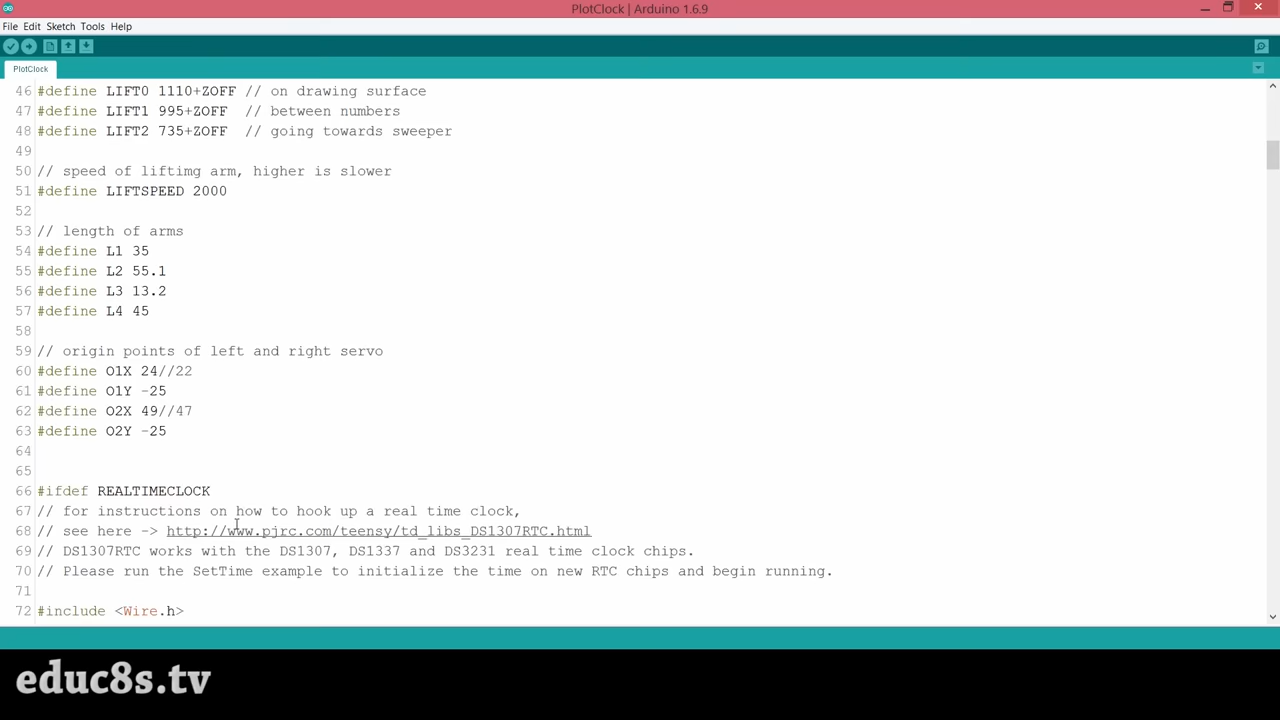 PlotClock | Arduino 1.6.9
File Edit Sketch Tools Help
PlotClock
46 #define LIFT0 1110+ZOFF // on drawing surface
47 #define LIFT1 995+ZOFF  // between numbers
48 #define LIFT2 735+ZOFF  // going towards sweeper
49
50 // speed of liftimg arm, higher is slower
51 #define LIFTSPEED 2000
52
53 // length of arms
54 #define L1 35
55 #define L2 55.1
56 #define L3 13.2
57 #define L4 45
58
59 // origin points of left and right servo
60 #define O1X 24//22
61 #define O1Y -25
62 #define O2X 49//47
63 #define O2Y -25
64
65
66 #ifdef REALTIMECLOCK
67 // for instructions on how to hook up a real time clock,
68 // see here -> http://www.pjrc.com/teensy/td_libs_DS1307RTC.html
69 // DS1307RTC works with the DS1307, DS1337 and DS3231 real time clock chips.
70 // Please run the SetTime example to initialize the time on new RTC chips and begin running.
71
72 #include <Wire.h>
educ8s.tv